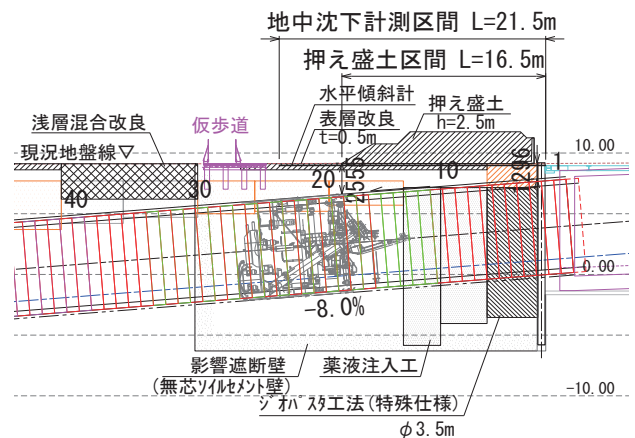 地中沈下計測区間 L=21.5m
押え盛土区間 L=16.5m
水平傾斜計
浅層混合改良
仮歩道
表層改良
t=0.5m
押え盛土
h=2.5m
現況地盤線▽
10.00
40
30
20
10
1
4555
1296
0.00
-8.0%
影響遮断壁
(無芯ｿｲﾙｾﾒﾝﾄ壁)
薬液注入工
ｼﾞｵﾊﾟｽﾀ工法(特殊仕様)
φ3.5m
-10.00